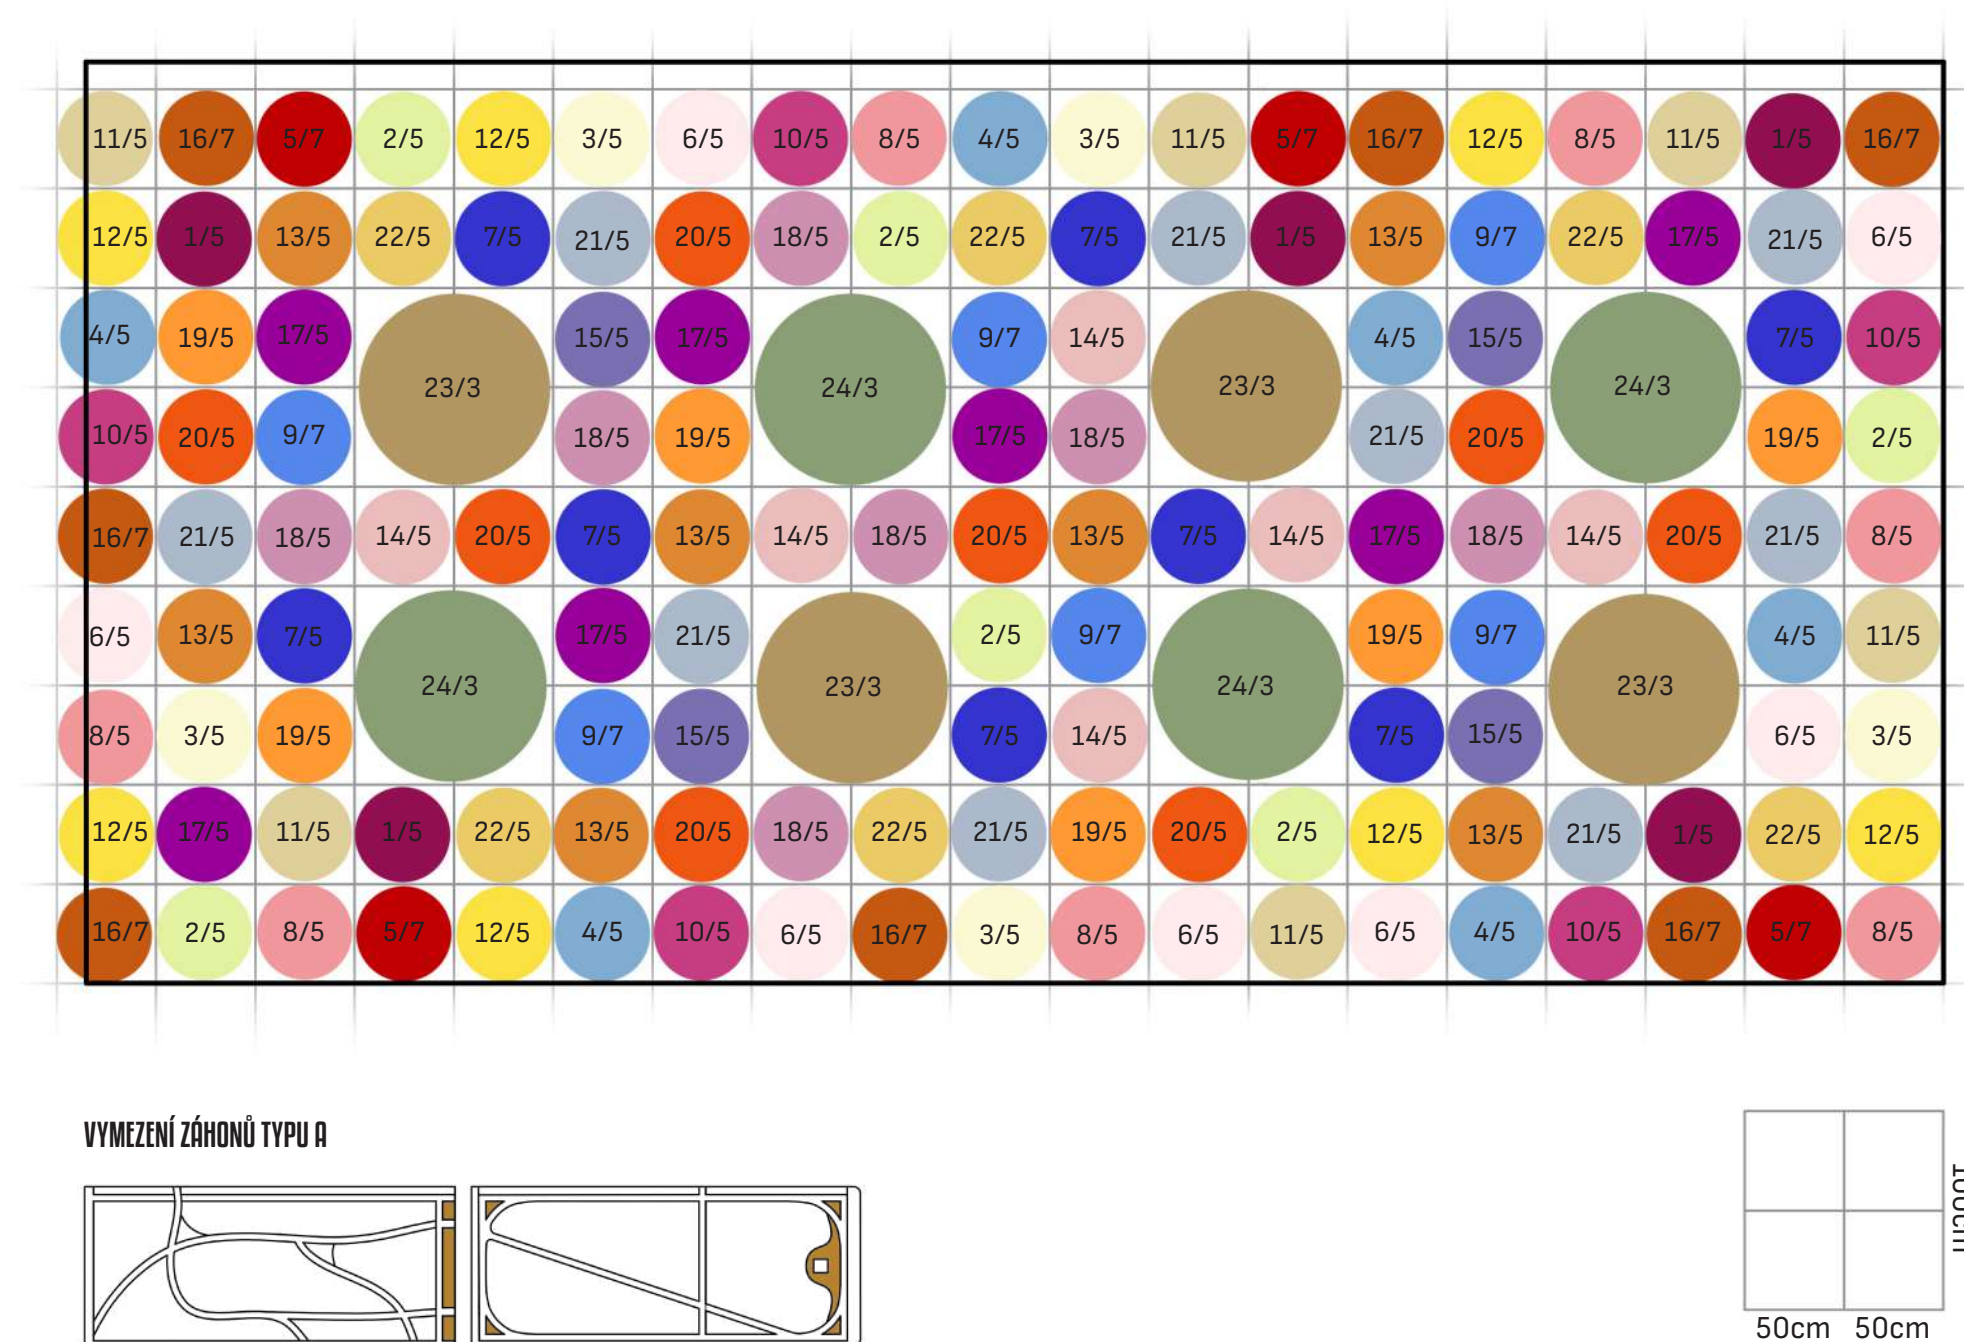 11/5 16/7 5/7 2/5 12/5 3/5 6/5 10/5 8/5 4/5 3/5 11/5 5/7 16/7 12/5 8/5 11/5 1/5 16/7
12/5 1/5 13/5 22/5 7/5 21/5 20/5 18/5 2/5 22/5 7/5 21/5 1/5 13/5 9/7 22/5 17/5 21/5 6/5
4/5 19/5 17/5 15/5 17/5 9/7 14/5 4/5 15/5 7/5 10/5
23/3 24/3 23/3 24/3
10/5 20/5 9/7 18/5 19/5 17/5 18/5 21/5 20/5 19/5 2/5
16/7 21/5 18/5 14/5 20/5 7/5 13/5 14/5 18/5 20/5 13/5 7/5 14/5 17/5 18/5 14/5 20/5 21/5 8/5
6/5 13/5 7/5 17/5 21/5 2/5 9/7 19/5 9/7 4/5 11/5
24/3 23/3 24/3 23/3
8/5 3/5 19/5 9/7 15/5 7/5 14/5 7/5 15/5 6/5 3/5
12/5 17/5 11/5 1/5 22/5 13/5 20/5 18/5 22/5 21/5 19/5 20/5 2/5 12/5 13/5 21/5 1/5 22/5 12/5
16/7 2/5 8/5 5/7 12/5 4/5 10/5 6/5 16/7 3/5 8/5 6/5 11/5 6/5 4/5 10/5 16/7 5/7 8/5
VYMEZENÍ ZÁHONŮ TYPU A
100cm
50cm 50cm